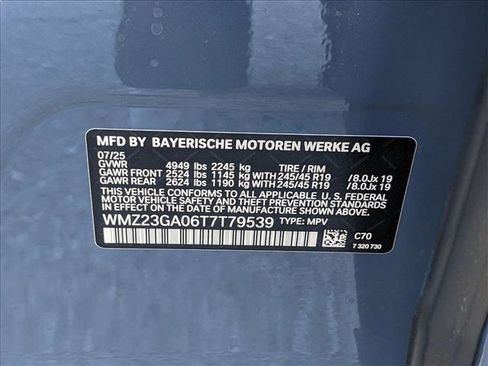 MFD BY BAYERISCHE MOTOREN WERKE AG
07/25
GVWR 4949 lbs 2245 kg TIRE / RIM
GAWR FRONT 2524 lbs 1145 kg WITH 245/45 R19 /8.0Jx 19
GAWR REAR 2624 lbs 1190 kg WITH 245/45 R19 /8.0Jx 19
THIS VEHICLE CONFORMS TO ALL APPLICABLE U.S. FEDERAL
MOTOR VEHICLE SAFETY AND THEFT PREVENTION STANDARDS
IN EFFECT ON THE DATE OF MANUFACTURE SHOWN ABOVE.
WMZ23GA06T7T79539 TYPE: MPV
C70
7 320 730